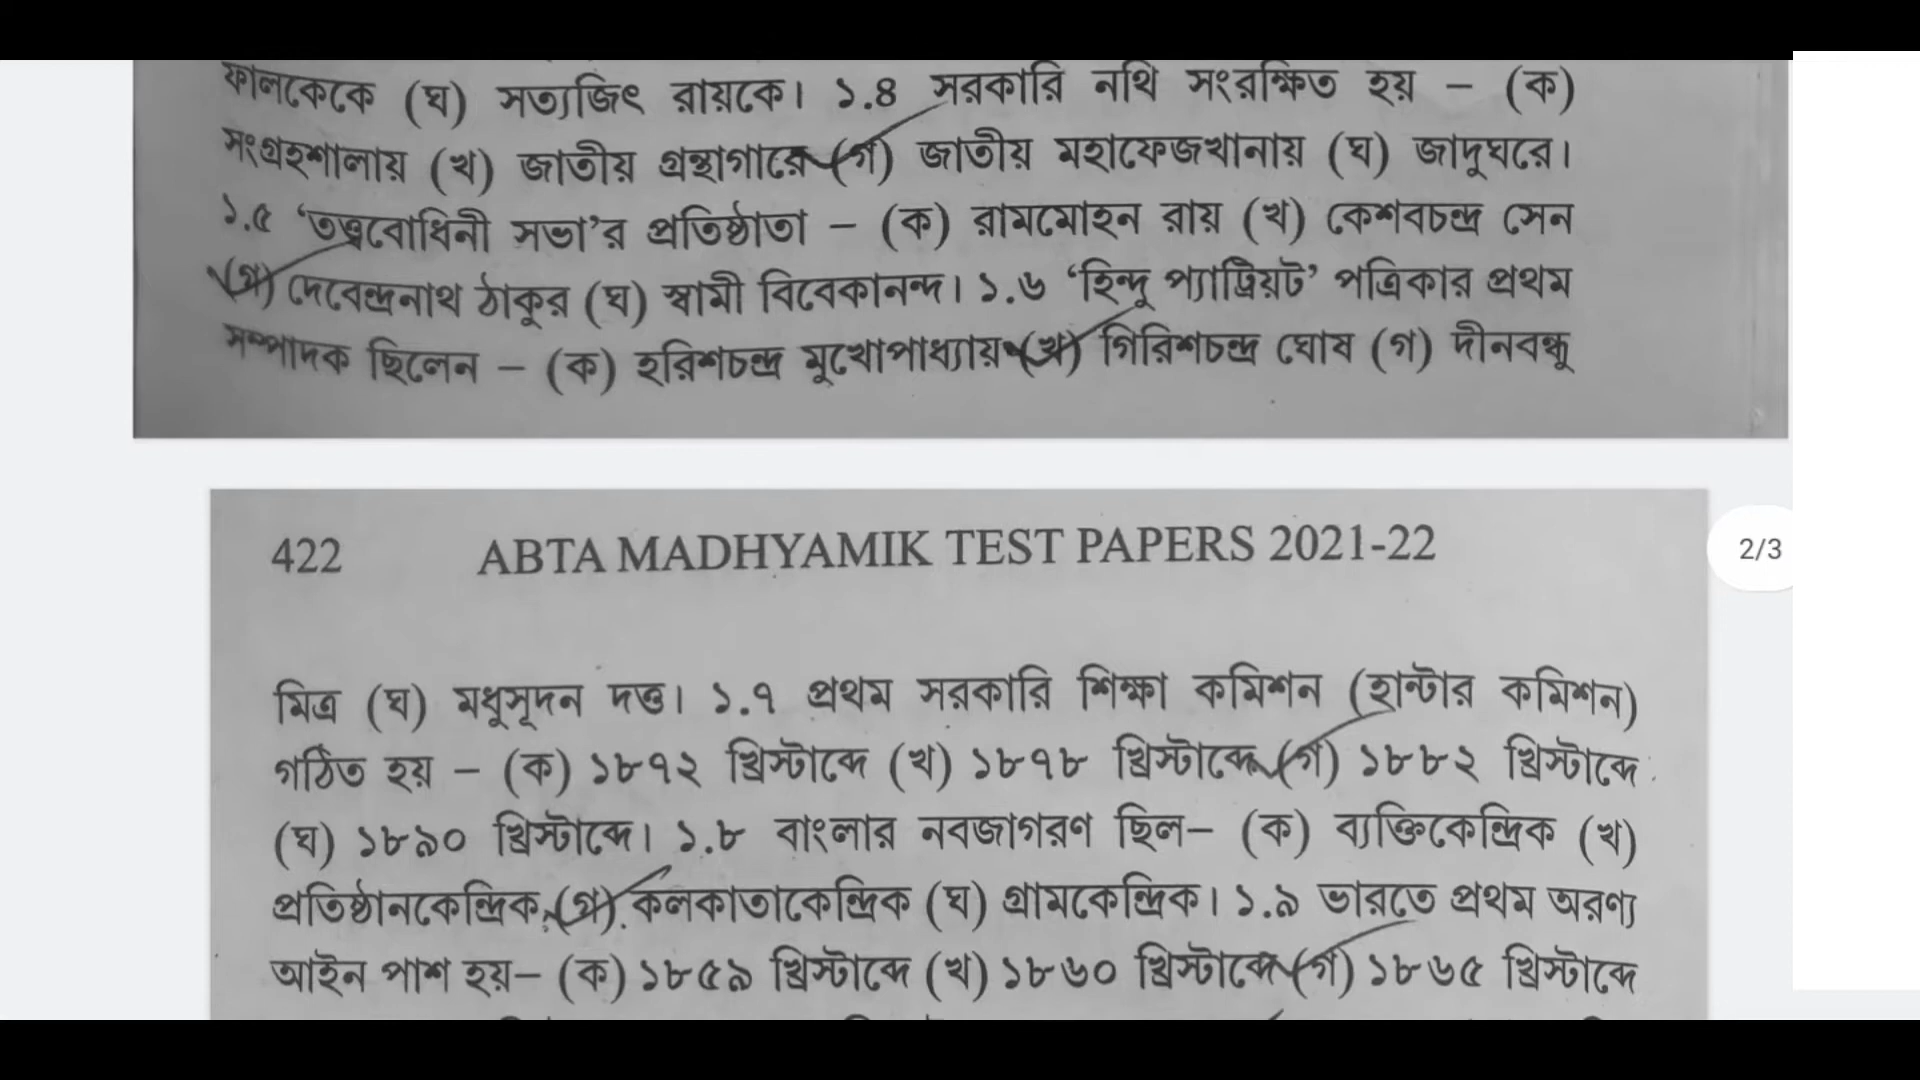 ফালকেকে (ঘ) সত্যজিৎ রায়কে। ১.৪ সরকারি নথি সংরক্ষিত হয় – (ক)
সংগ্রহশালায় (খ) জাতীয় গ্রন্থাগারে (গ) জাতীয় মহাফেজখানায় (ঘ) জাদুঘরে।
১.৫ ‘তত্ত্ববোধিনী সভা’র প্রতিষ্ঠাতা – (ক) রামমোহন রায় (খ) কেশবচন্দ্র সেন
(গ) দেবেন্দ্রনাথ ঠাকুর (ঘ) স্বামী বিবেকানন্দ। ১.৬ ‘হিন্দু প্যাট্রিয়ট’ পত্রিকার প্রথম
সম্পাদক ছিলেন – (ক) হরিশচন্দ্র মুখোপাধ্যায় (খ) গিরিশচন্দ্র ঘোষ (গ) দীনবন্ধু
422 ABTA MADHYAMIK TEST PAPERS 2021-22
2/3
মিত্র (ঘ) মধুসূদন দত্ত। ১.৭ প্রথম সরকারি শিক্ষা কমিশন (হান্টার কমিশন)
গঠিত হয় – (ক) ১৮৭২ খ্রিস্টাব্দে (খ) ১৮৭৮ খ্রিস্টাব্দে (গ) ১৮৮২ খ্রিস্টাব্দে
(ঘ) ১৮৯০ খ্রিস্টাব্দে। ১.৮ বাংলার নবজাগরণ ছিল– (ক) ব্যক্তিকেন্দ্রিক (খ)
প্রতিষ্ঠানকেন্দ্রিক (গ) কলকাতাকেন্দ্রিক (ঘ) গ্রামকেন্দ্রিক। ১.৯ ভারতে প্রথম অরণ্য
আইন পাশ হয়– (ক) ১৮৫৯ খ্রিস্টাব্দে (খ) ১৮৬০ খ্রিস্টাব্দে (গ) ১৮৬৫ খ্রিস্টাব্দে